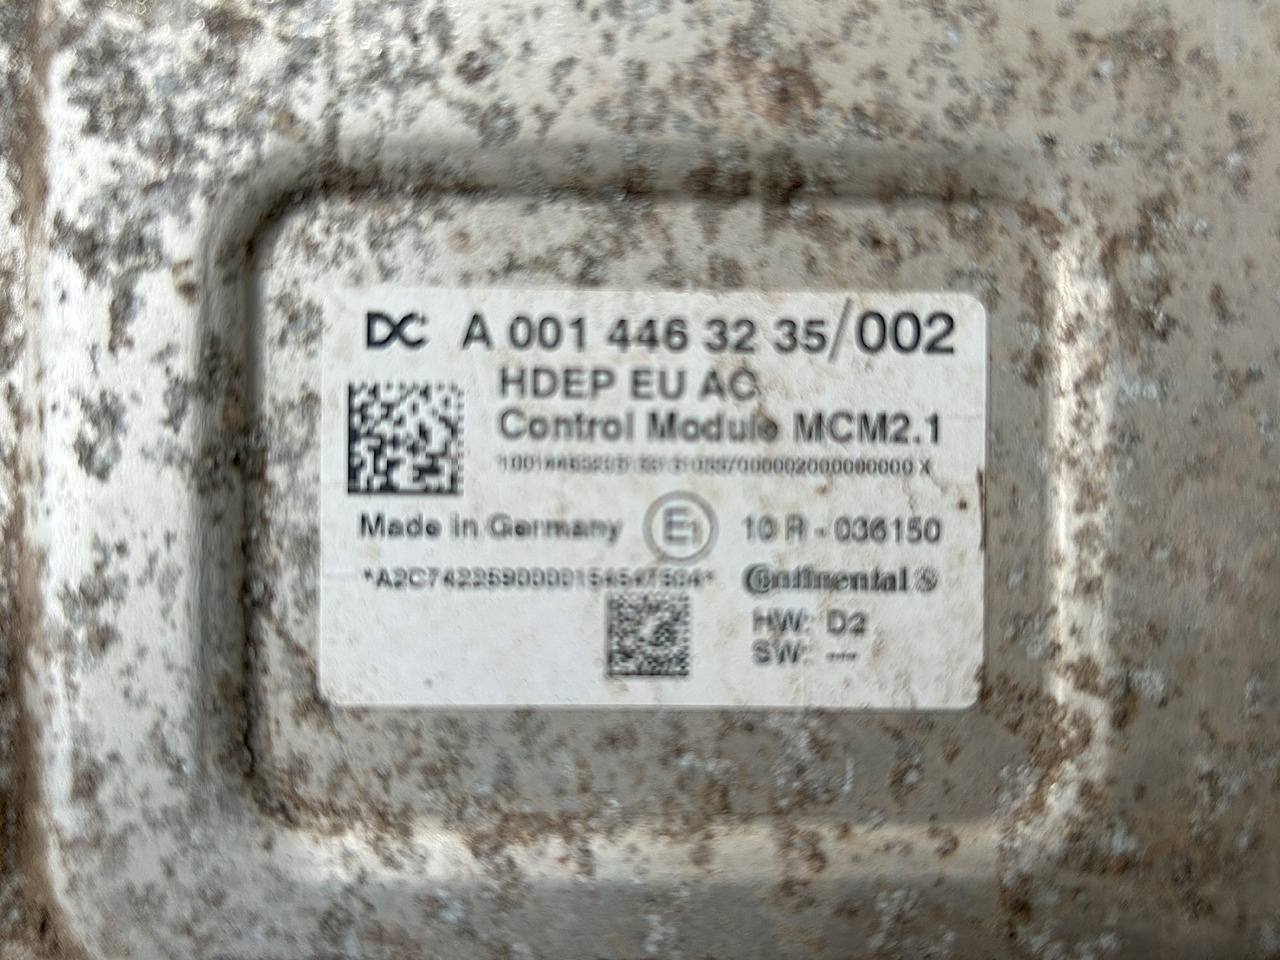 DC A 001 446 32 35/002
HDEP EU AC
Control Module MCM2.1
Made in Germany E1 10 R - 036150
Continental
HW: D2
SW: ---